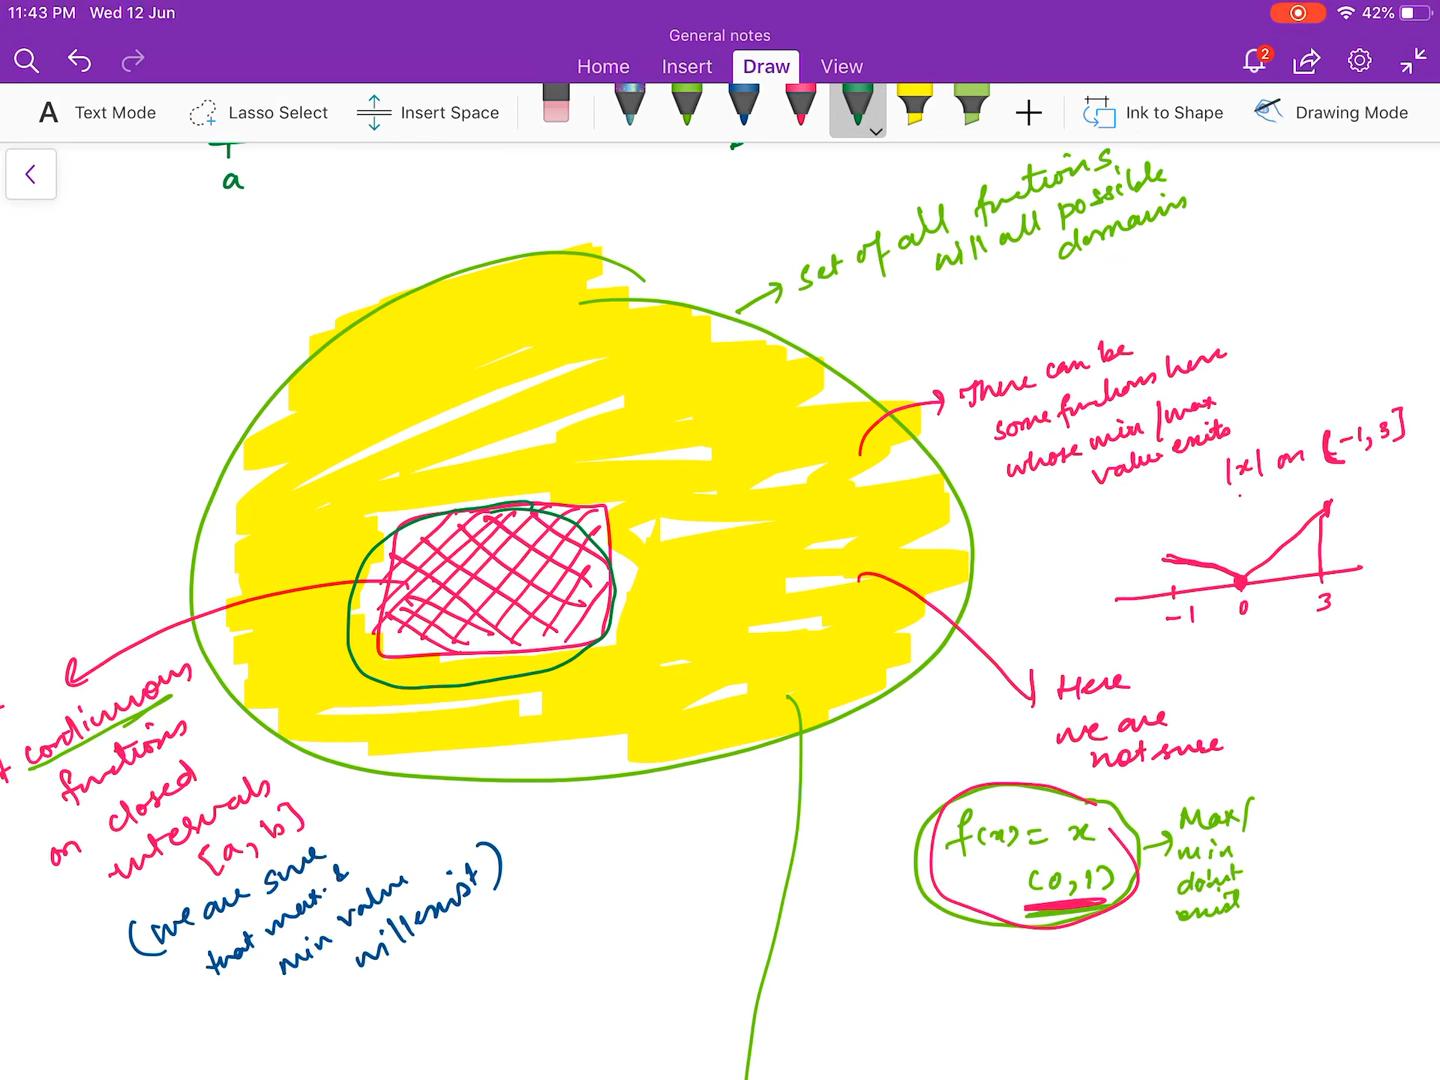 11:43 PM Wed 12 Jun
42%
General notes
Home Insert Draw View
2
A Text Mode Lasso Select Insert Space Ink to Shape Drawing Mode
a
Set of all functions,
will all possible
domains
There can be
some functions here
whose min/max
value exits
|x| on (-1, 3]
-1 0 3
Here
we are
not sure
continuous
functions
on closed
intervals
[a, b]
(we are sure
that max. &
min value
will exist)
f(x) = x
(0, 1)
Max/
min
don't
exist